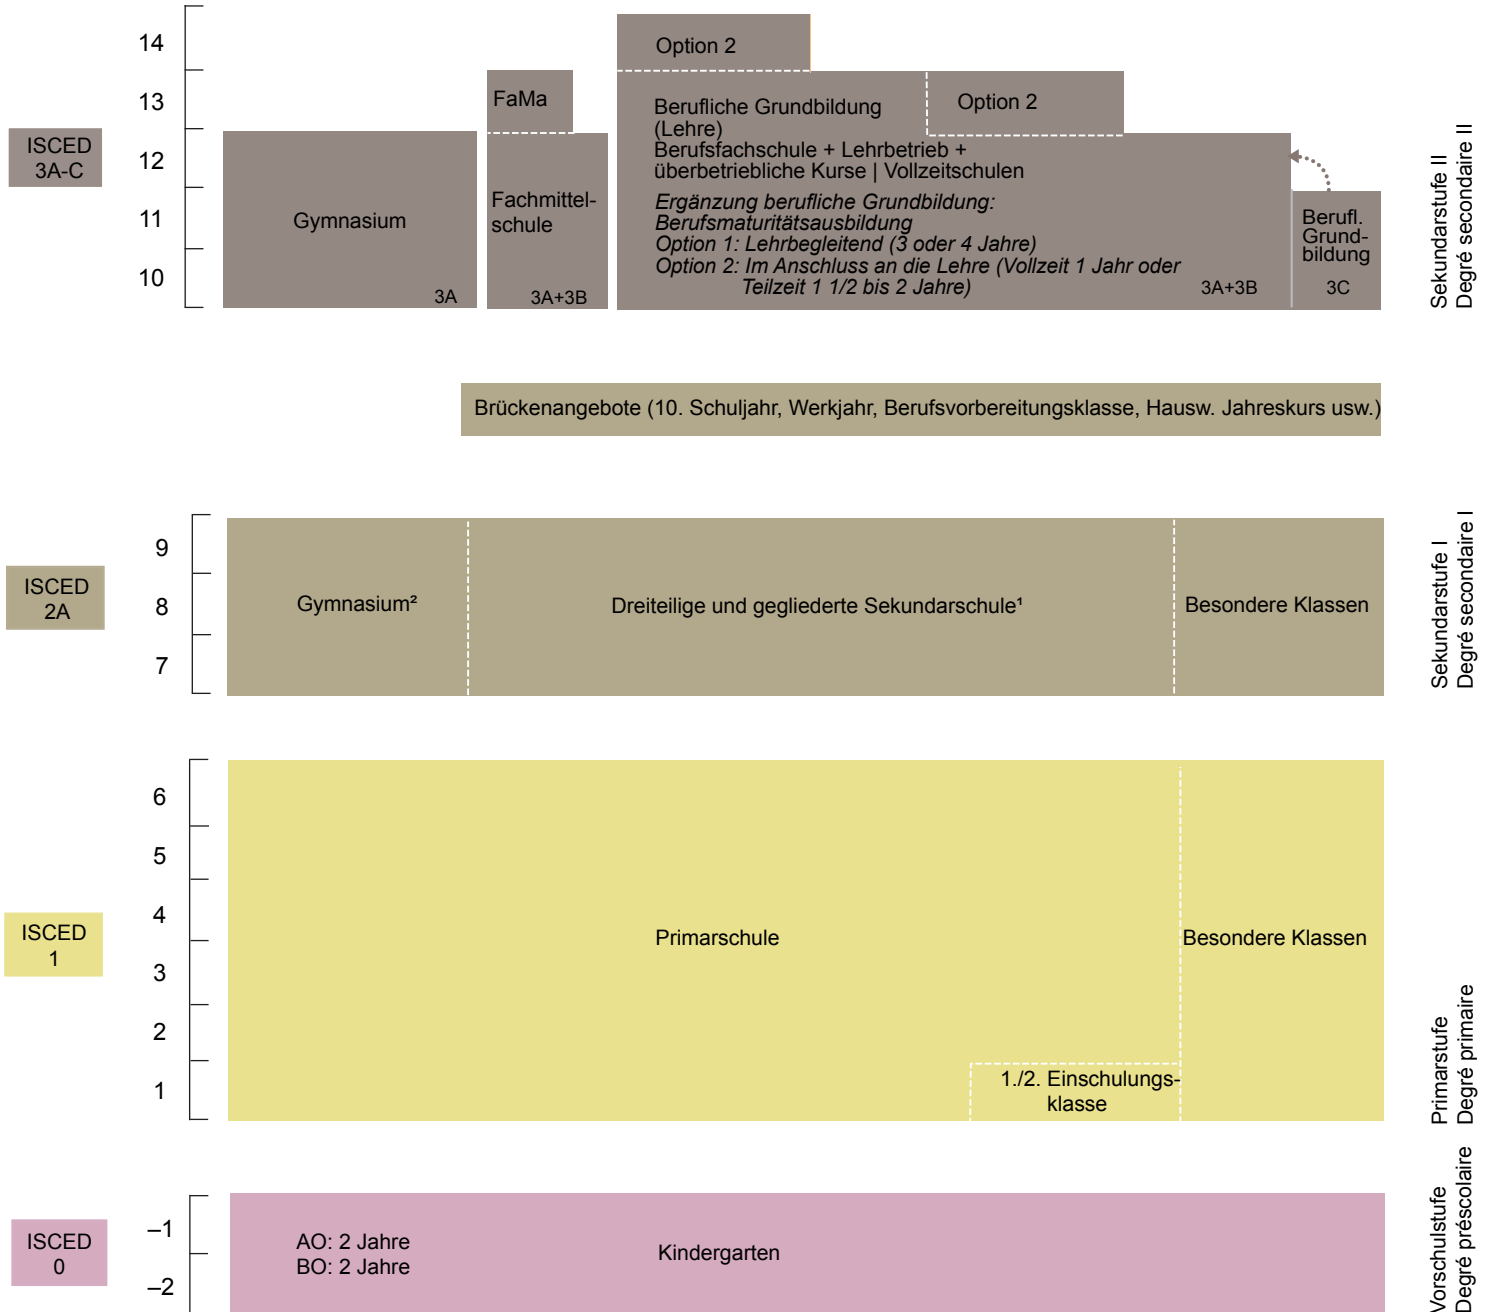 14
Option 2
13
FaMa
Berufliche Grundbildung
(Lehre)
Option 2
ISCED
3A-C
12
Berufsfachschule + Lehrbetrieb +
überbetriebliche Kurse | Vollzeitschulen
11
Gymnasium
Fachmittel-
schule
Ergänzung berufliche Grundbildung:
Berufsmaturitätsausbildung
Option 1: Lehrbegleitend (3 oder 4 Jahre)
Option 2: Im Anschluss an die Lehre (Vollzeit 1 Jahr oder
Teilzeit 1 1/2 bis 2 Jahre)
Berufl.
Grund-
bildung
10
3A
3A+3B
3A+3B
3C
Sekundarstufe II
Degré secondaire II
Brückenangebote (10. Schuljahr, Werkjahr, Berufsvorbereitungsklasse, Hausw. Jahreskurs usw.)
9
ISCED
2A
8
Gymnasium²
Dreiteilige und gegliederte Sekundarschule¹
Besondere Klassen
7
Sekundarstufe I
Degré secondaire I
6
5
4
ISCED
1
Primarschule
Besondere Klassen
3
2
1
1./2. Einschulungs-
klasse
Primarstufe
Degré primaire
–1
ISCED
0
AO: 2 Jahre
BO: 2 Jahre
Kindergarten
–2
Vorschulstufe
Degré préscolaire